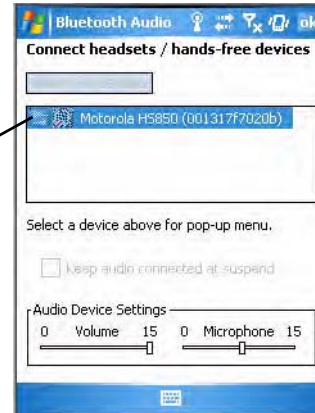 Bluetooth Audio ok
Connect headsets / hands-free devices
Motorola HS850 (001317f7020b)
Select a device above for pop-up menu.
keep audio connected at suspend
Audio Device Settings
0 Volume 15 0 Microphone 15